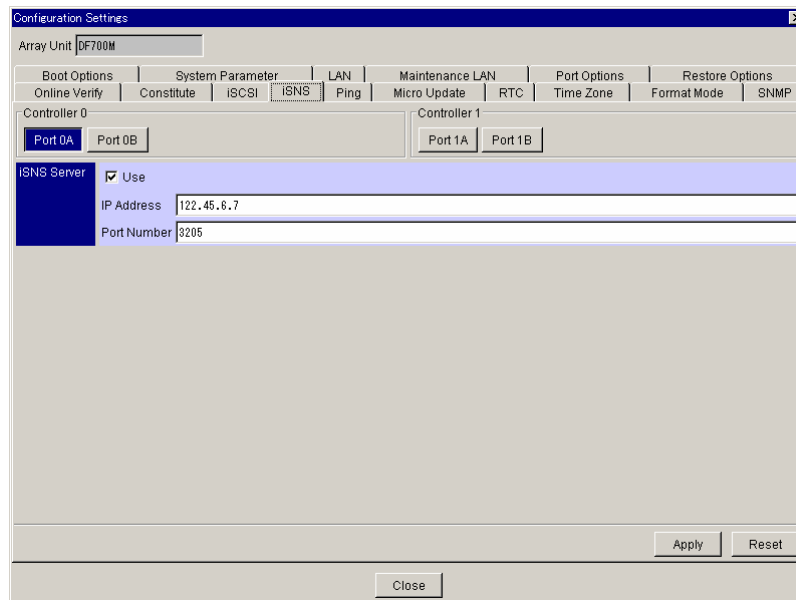 Configuration Settings
Array Unit DF700M
Boot Options System Parameter LAN Maintenance LAN Port Options Restore Options
Online Verify Constitute iSCSI iSNS Ping Micro Update RTC Time Zone Format Mode SNMP
Controller 0 Controller 1
Port 0A Port 0B Port 1A Port 1B
iSNS Server Use
IP Address 122.45.6.7
Port Number 3205
Apply Reset
Close